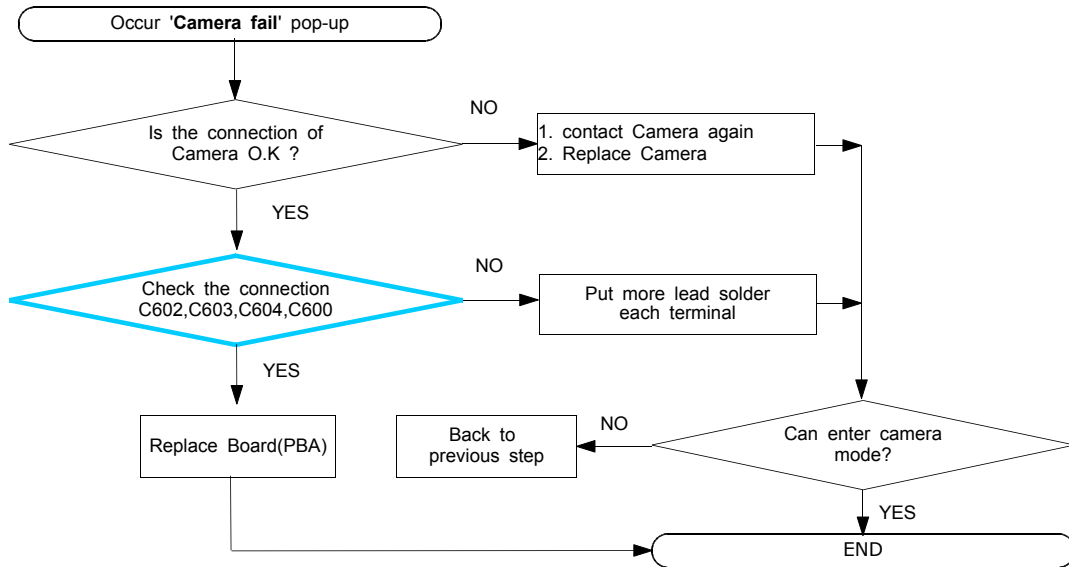 Occur 'Camera fail' pop-up
Is the connection of
Camera O.K ?
NO
1. contact Camera again
2. Replace Camera
YES
Check the connection
C602,C603,C604,C600
NO
Put more lead solder
each terminal
YES
Replace Board(PBA)
Back to
previous step
NO
Can enter camera
mode?
YES
END